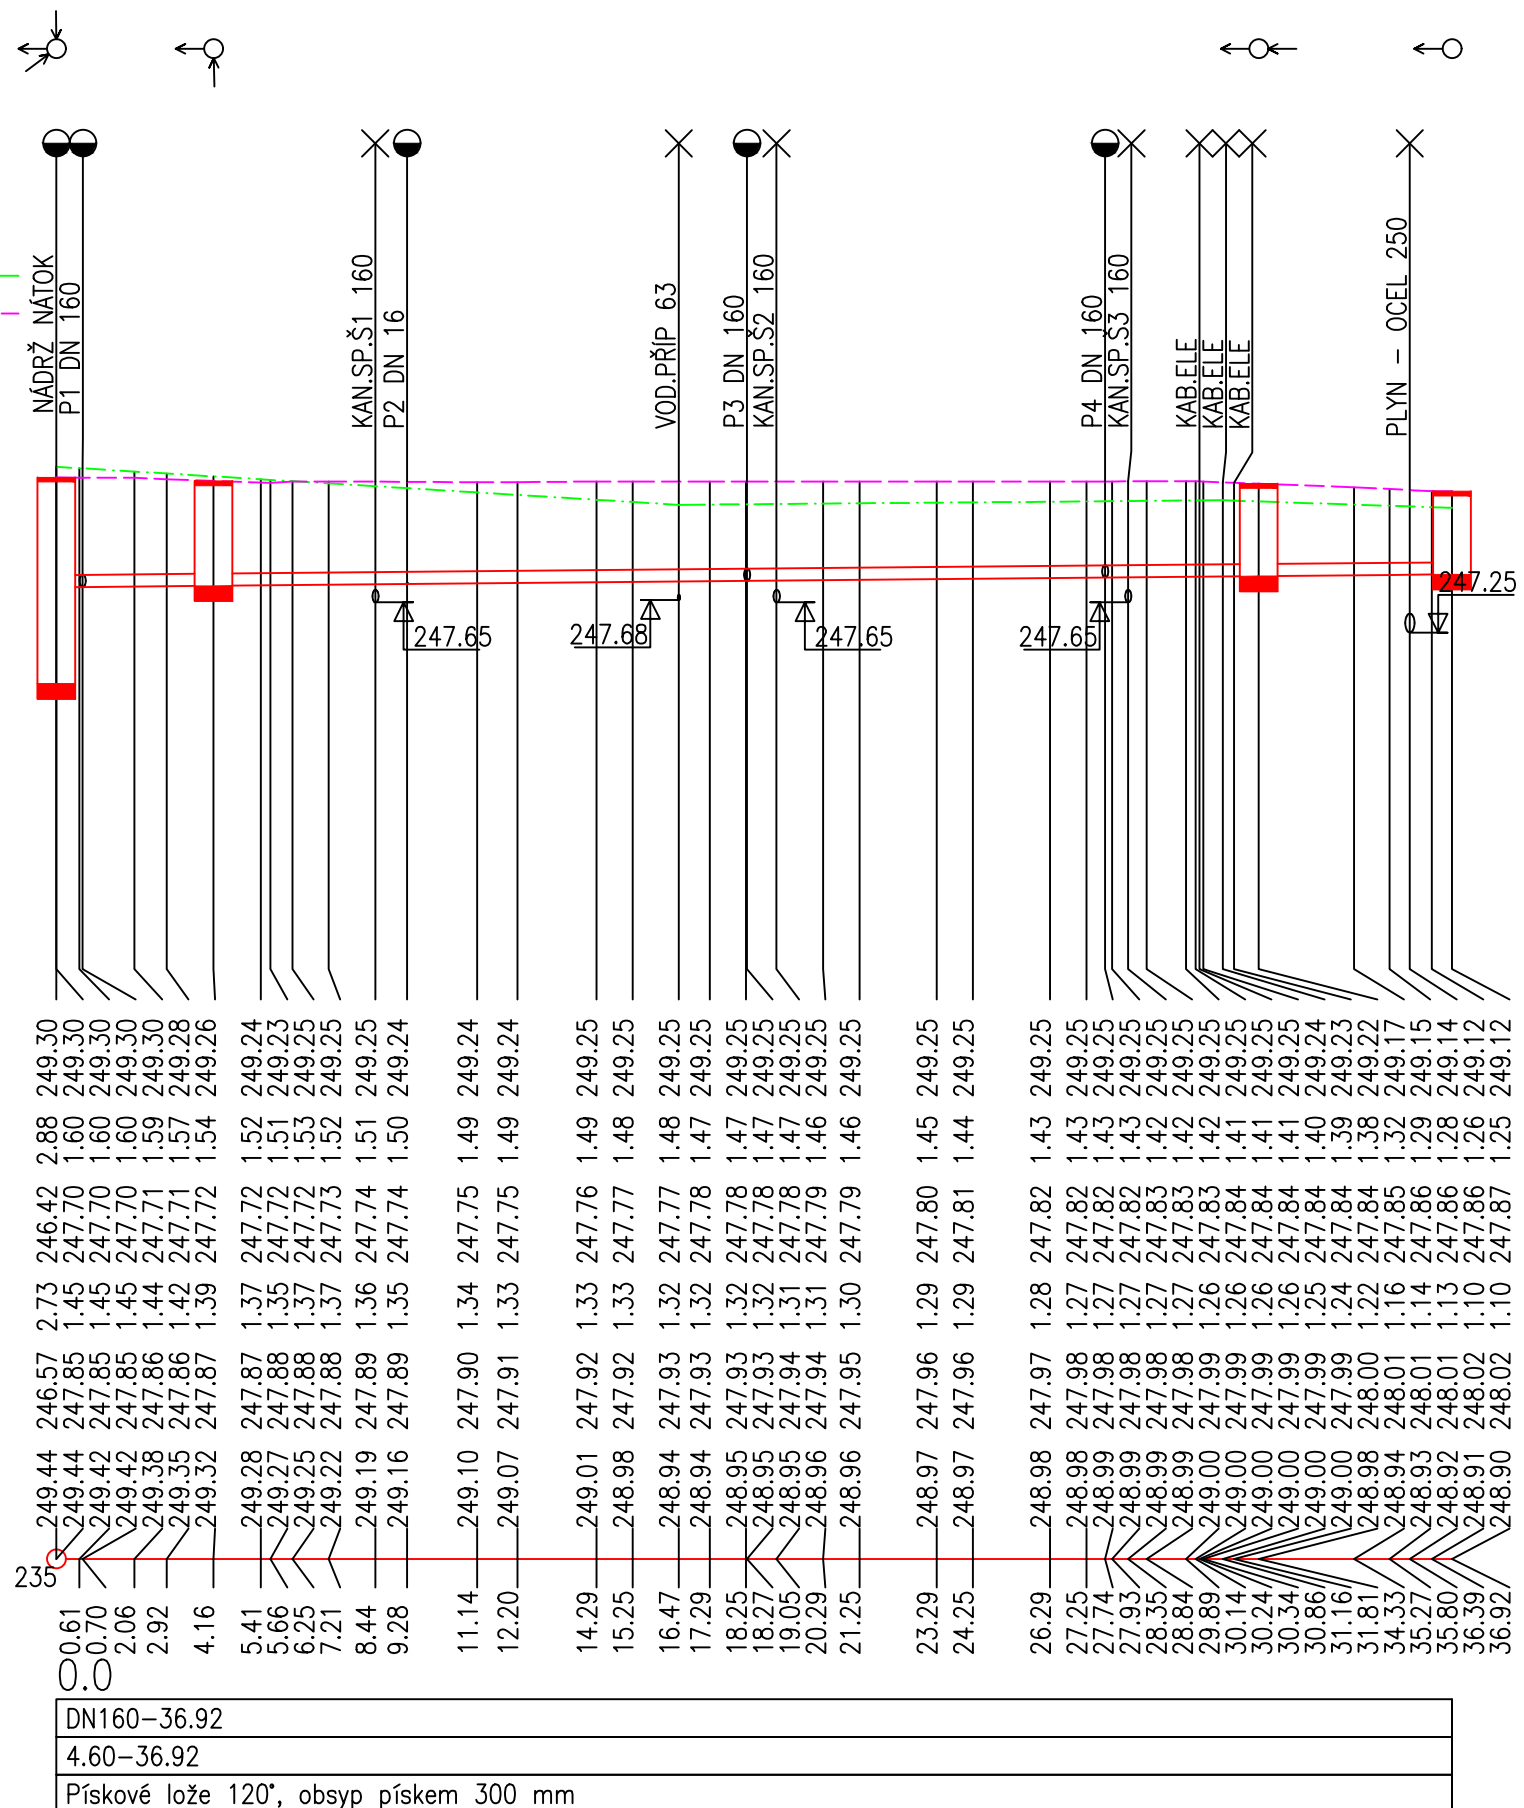 NÁDRŽ NÁTOK
P1 DN 160
KAN.SP.Š1 160
P2 DN 16
VOD.PŘÍP 63
P3 DN 160
KAN.SP.Š2 160
P4 DN 160
KAN.SP.Š3 160
KAB.ELE
KAB.ELE
KAB.ELE
PLYN - OCEL 250
247.65
247.68
247.65
247.65
247.25
249.30 249.30 249.30 249.30 249.30 249.28 249.26 249.24 249.23 249.25 249.25 249.25 249.24 249.24 249.24 249.25 249.25 249.25 249.25 249.25 249.25 249.25 249.25 249.25 249.25 249.25 249.25 249.25 249.25 249.25 249.25 249.25 249.25 249.25 249.25 249.25 249.24 249.23 249.22 249.17 249.15 249.14 249.12 249.12
2.88 1.60 1.60 1.60 1.59 1.57 1.54 1.52 1.51 1.53 1.52 1.51 1.50 1.49 1.49 1.49 1.48 1.48 1.47 1.47 1.47 1.47 1.46 1.46 1.45 1.44 1.43 1.43 1.43 1.43 1.42 1.42 1.42 1.41 1.41 1.41 1.40 1.39 1.38 1.32 1.29 1.28 1.26 1.25
246.42 247.70 247.70 247.70 247.71 247.71 247.72 247.72 247.72 247.72 247.73 247.74 247.74 247.75 247.75 247.76 247.77 247.77 247.78 247.78 247.78 247.78 247.79 247.79 247.80 247.81 247.82 247.82 247.82 247.82 247.83 247.83 247.83 247.84 247.84 247.84 247.84 247.84 247.84 247.85 247.86 247.86 247.86 247.87
2.73 1.45 1.45 1.45 1.44 1.42 1.39 1.37 1.35 1.37 1.37 1.36 1.35 1.34 1.33 1.33 1.33 1.32 1.32 1.32 1.32 1.31 1.31 1.30 1.29 1.29 1.28 1.27 1.27 1.27 1.27 1.27 1.26 1.26 1.26 1.26 1.25 1.24 1.22 1.16 1.14 1.13 1.10 1.10
246.57 247.85 247.85 247.85 247.86 247.86 247.87 247.87 247.88 247.88 247.88 247.89 247.89 247.90 247.91 247.92 247.92 247.93 247.93 247.93 247.93 247.94 247.94 247.95 247.96 247.96 247.97 247.98 247.98 247.98 247.98 247.98 247.99 247.99 247.99 247.99 247.99 247.99 248.00 248.01 248.01 248.01 248.02 248.02
249.44 249.44 249.42 249.42 249.38 249.35 249.32 249.28 249.27 249.25 249.22 249.19 249.16 249.10 249.07 249.01 248.98 248.94 248.94 248.95 248.95 248.95 248.96 248.96 248.97 248.97 248.98 248.98 248.99 248.99 248.99 248.99 249.00 249.00 249.00 249.00 249.00 249.00 248.98 248.94 248.93 248.92 248.91 248.90
235
0.61 0.70 2.06 2.92 4.16 5.41 5.66 6.25 7.21 8.44 9.28 11.14 12.20 14.29 15.25 16.47 17.29 18.25 18.27 19.05 20.29 21.25 23.29 24.25 26.29 27.25 27.74 27.93 28.35 28.84 29.89 30.14 30.24 30.34 30.86 31.16 31.81 34.33 35.27 35.80 36.39 36.92
0.0
DN160-36.92
4.60-36.92
Pískové lože 120°, obsyp pískem 300 mm